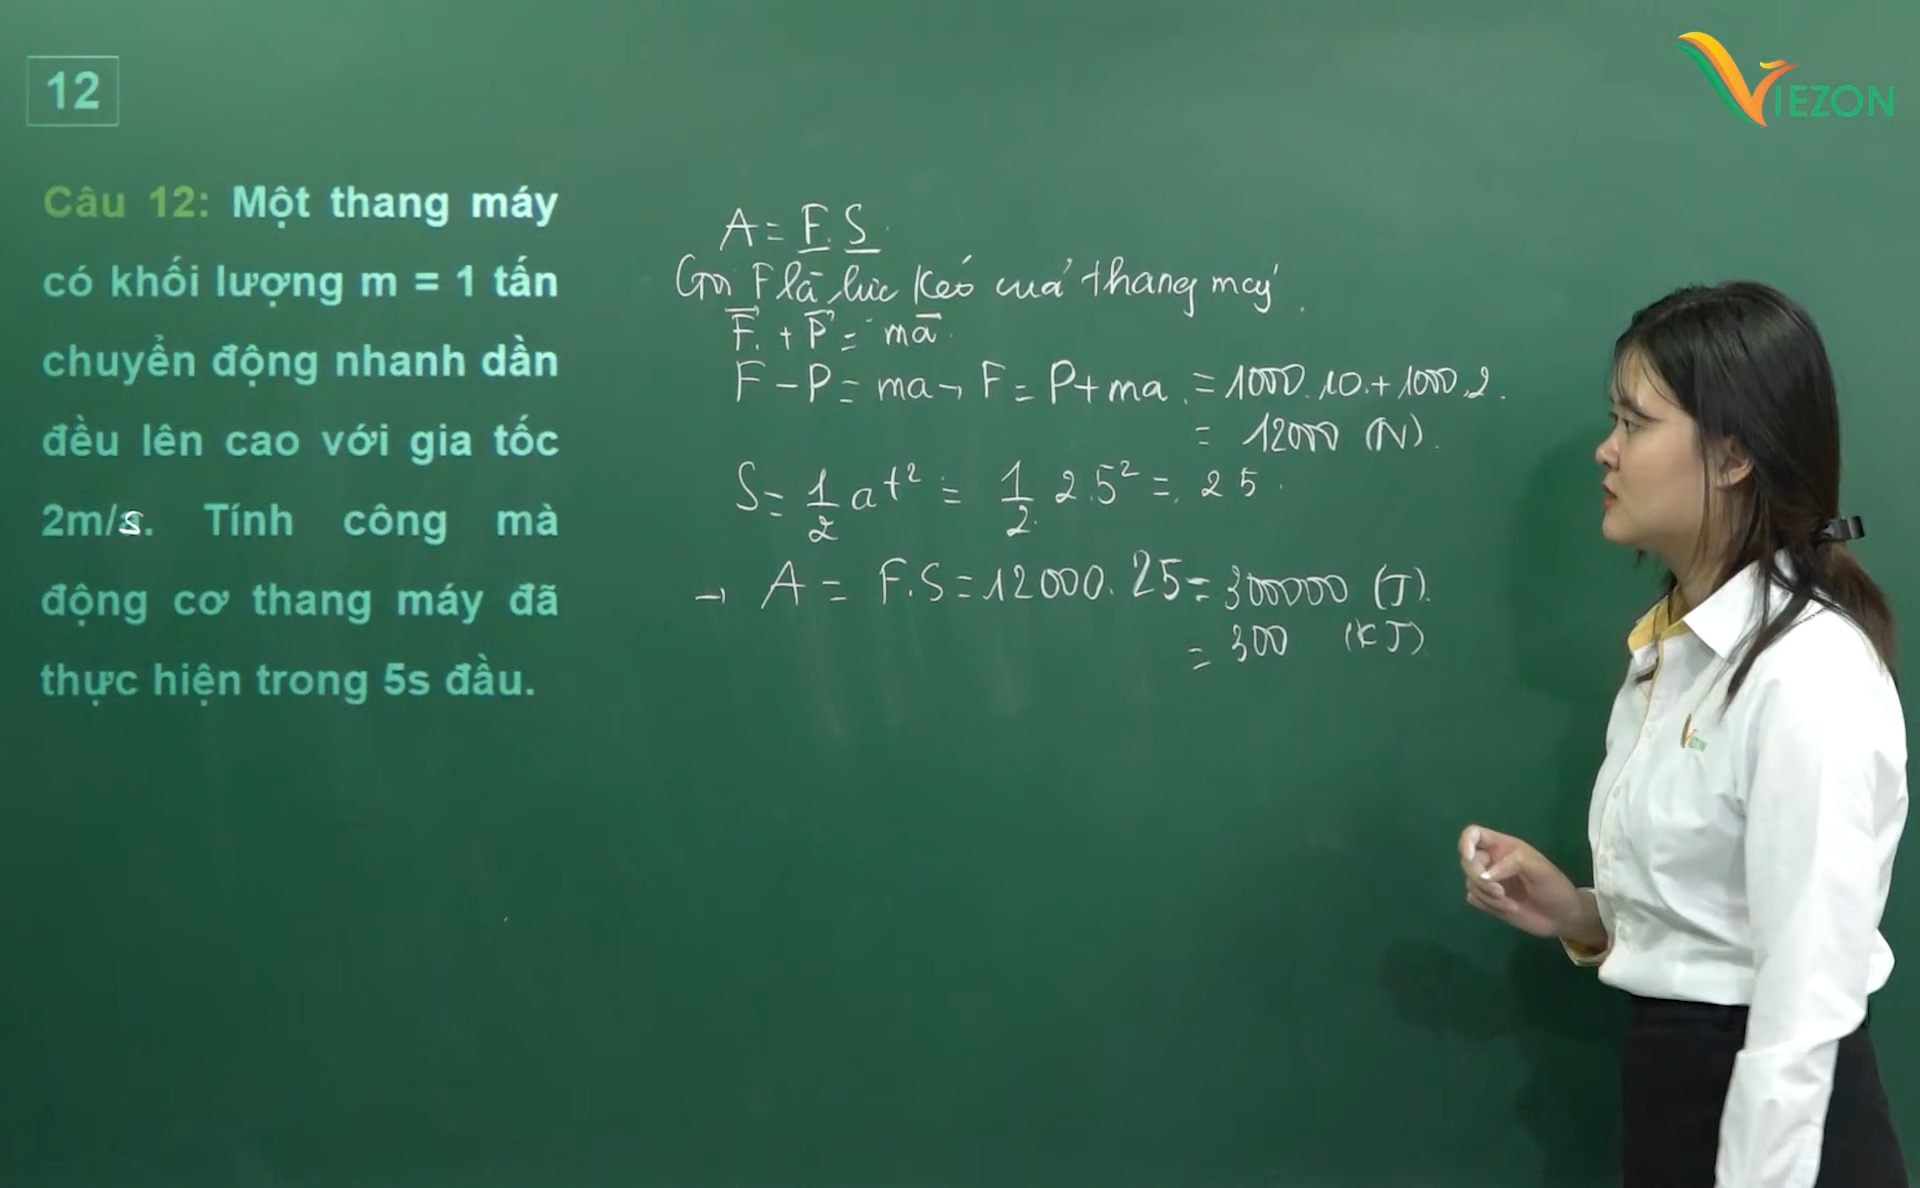 VIEZON
12
Câu 12: Một thang máy
có khối lượng m = 1 tấn
chuyển động nhanh dần
đều lên cao với gia tốc
2m/s. Tính công mà
động cơ thang máy đã
thực hiện trong 5s đầu.
A = F.S.
Gọi F là lực kéo của thang máy.
F + P = ma
F - P = ma → F = P + ma = 1000.10 + 1000.2.
= 12000 (N).
S = 1/2 at² = 1/2 2.5² = 25.
→ A = F.S = 12000.25 = 300000 (J).
= 300 (KJ)
VIEZON